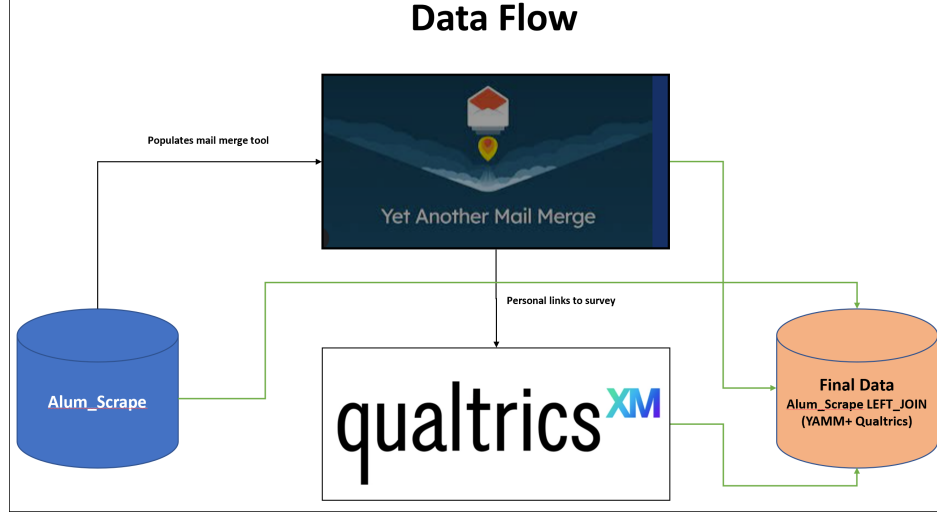 Data Flow
Populates mail merge tool
Yet Another Mail Merge
Personal links to survey
Alum_Scrape
qualtrics XM
Final Data
Alum_Scrape LEFT_JOIN
(YAMM+ Qualtrics)